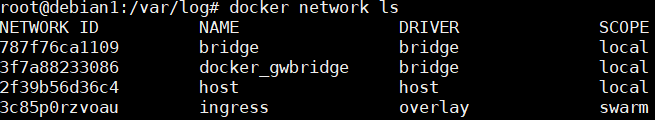 root@debian1:/var/log# docker network ls
NETWORK ID NAME DRIVER SCOPE
787f76ca1109 bridge bridge local
3f7a88233086 docker_gwbridge bridge local
2f39b56d36c4 host host local
3c85p0rzvoau ingress overlay swarm